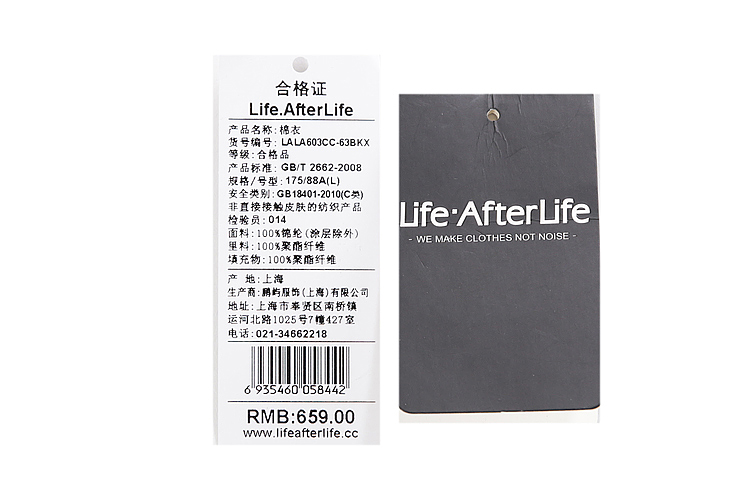 合格证
Life.AfterLife
产品名称:棉衣
货号编号: LALA603CC-63BKX
等级:合格品
产品标准: GB/T 2662-2008
规格/号型:175/88A(L)
安全类别:GB18401-2010(C类)
非直接接触皮肤的纺织产品
检验员:014
面料:100%锦纶(涂层除外)
里料:100%聚酯纤维
填充物:100%聚酯纤维
产 地:上海
生产商:鹏屿服饰(上海)有限公司
地址:上海市奉贤区南桥镇
运河北路1025号7幢427室
电话:021-34662218
6 935460 058442
RMB:659.00
www.lifeafterlife.cc
Life·AfterLife
- WE MAKE CLOTHES NOT NOISE -